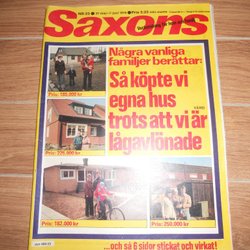 Saxons
Några vanliga
familjer berättar:
Så köpte vi
egna hus
trots att vi är
lågavlönade
Pris: 185.000 kr
Pris: 225.000 kr
Pris: 192.000 kr
Pris: 250.000 kr
...och så 6 sidor stickat och virkat!